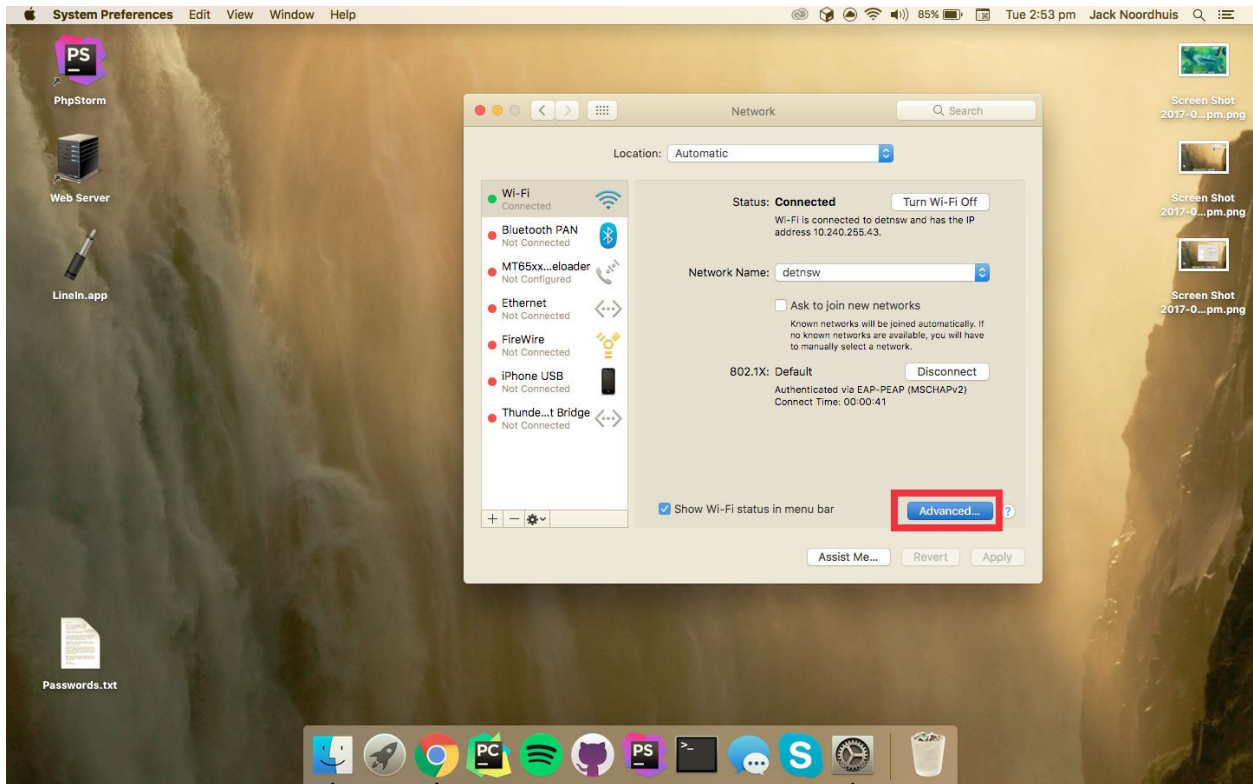 System Preferences Edit View Window Help 85% Tue 2:53 pm Jack Noordhuis
PS
PhpStorm
Web Server
LineIn.app
Passwords.txt
Network
Search
Location: Automatic
Wi-Fi
Connected
Bluetooth PAN
Not Connected
MT65xx...eloader
Not Configured
Ethernet
Not Connected
FireWire
Not Connected
iPhone USB
Not Connected
Thunde...t Bridge
Not Connected
+ −
Status: Connected Turn Wi-Fi Off
Wi-Fi is connected to detnsw and has the IP
address 10.240.255.43.
Network Name: detnsw
Ask to join new networks
Known networks will be joined automatically. If
no known networks are available, you will have
to manually select a network.
802.1X: Default Disconnect
Authenticated via EAP-PEAP (MSCHAPv2)
Connect Time: 00:00:41
Show Wi-Fi status in menu bar Advanced... ?
Assist Me... Revert Apply
Screen Shot
2017-0...pm.png
Screen Shot
2017-0...pm.png
Screen Shot
2017-0...pm.png
PC PS >_ S